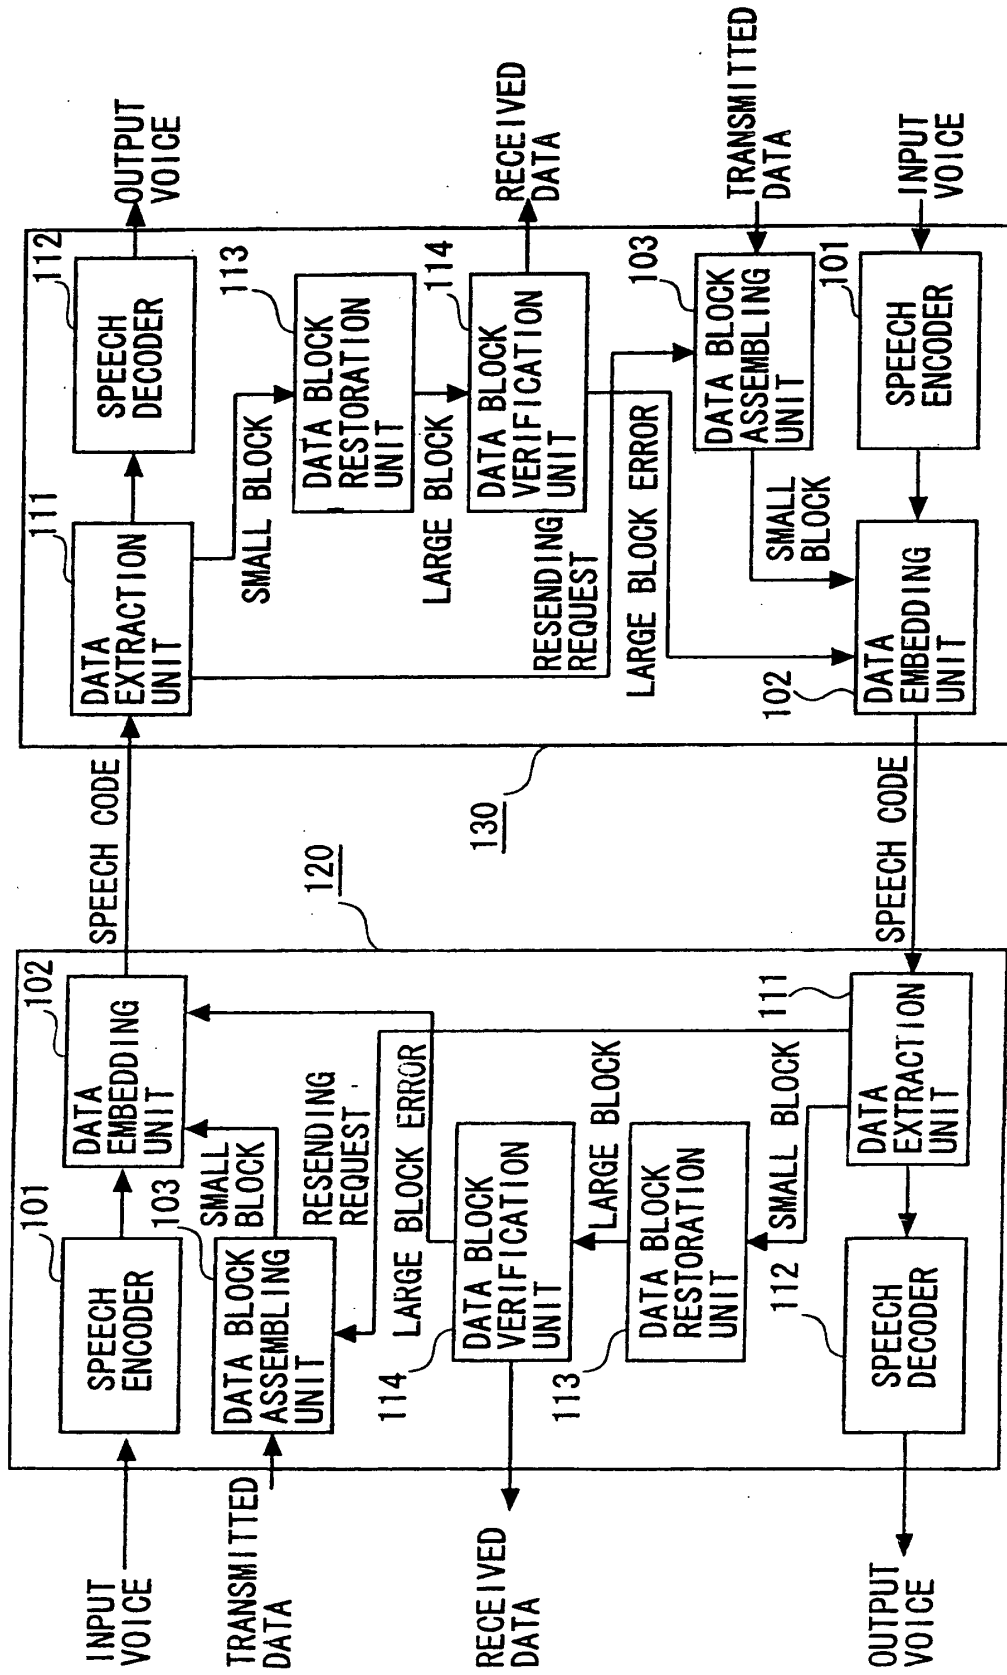 INPUT
VOICE
TRANSMITTED
DATA
RECEIVED
DATA
OUTPUT
VOICE
101
SPEECH
ENCODER
102
DATA
EMBEDDING
UNIT
103
SMALL
BLOCK
DATA BLOCK
ASSEMBLING
UNIT
RESENDING
REQUEST
LARGE BLOCK ERROR
114
DATA BLOCK
VERIFICATION
UNIT
LARGE BLOCK
113
DATA BLOCK
RESTORATION
UNIT
SMALL BLOCK
111
DATA
EXTRACTION
UNIT
112
SPEECH
DECODER
120
SPEECH CODE
SPEECH CODE
130
111
DATA
EXTRACTION
UNIT
112
SPEECH
DECODER
SMALL BLOCK
113
DATA BLOCK
RESTORATION
UNIT
LARGE BLOCK
114
DATA BLOCK
VERIFICATION
UNIT
RESENDING
REQUEST
LARGE BLOCK ERROR
103
DATA BLOCK
ASSEMBLING
UNIT
SMALL
BLOCK
101
SPEECH
ENCODER
102
DATA
EMBEDDING
UNIT
OUTPUT
VOICE
RECEIVED
DATA
TRANSMITTED
DATA
INPUT
VOICE